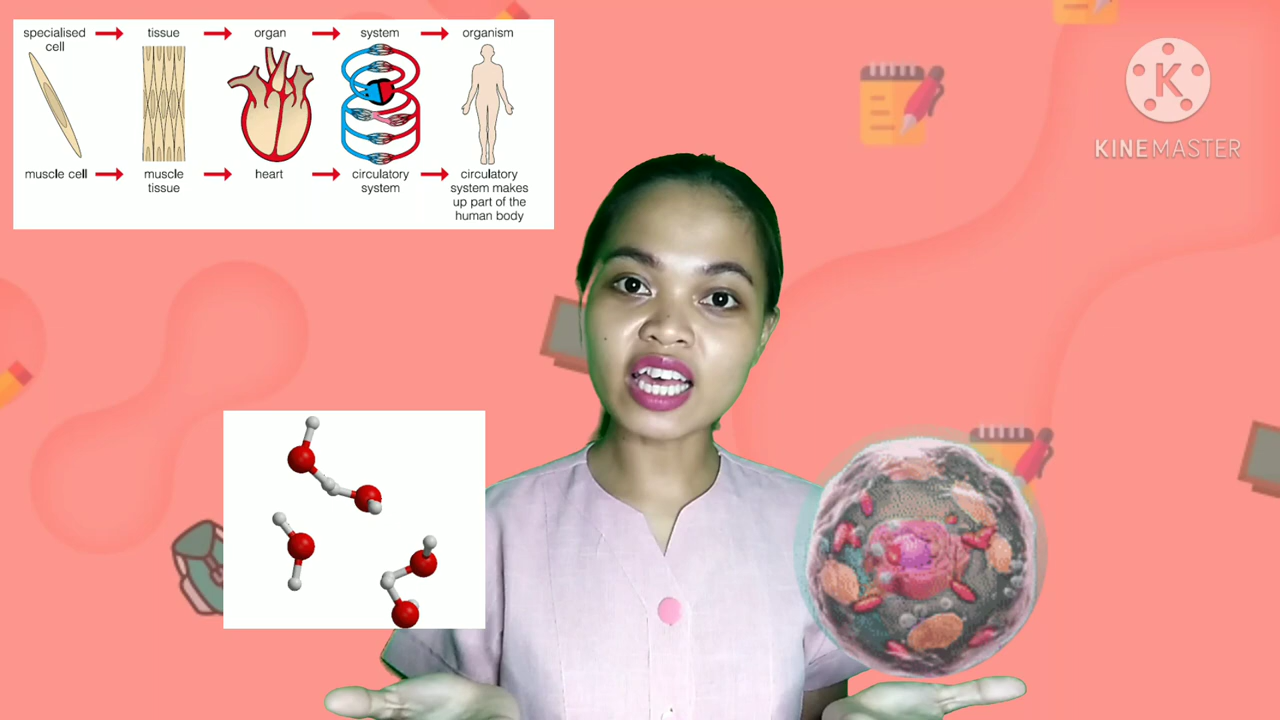 specialised cell
tissue
organ
system
organism
muscle cell
muscle tissue
heart
circulatory system
circulatory system makes up part of the human body
K
KINEMASTER